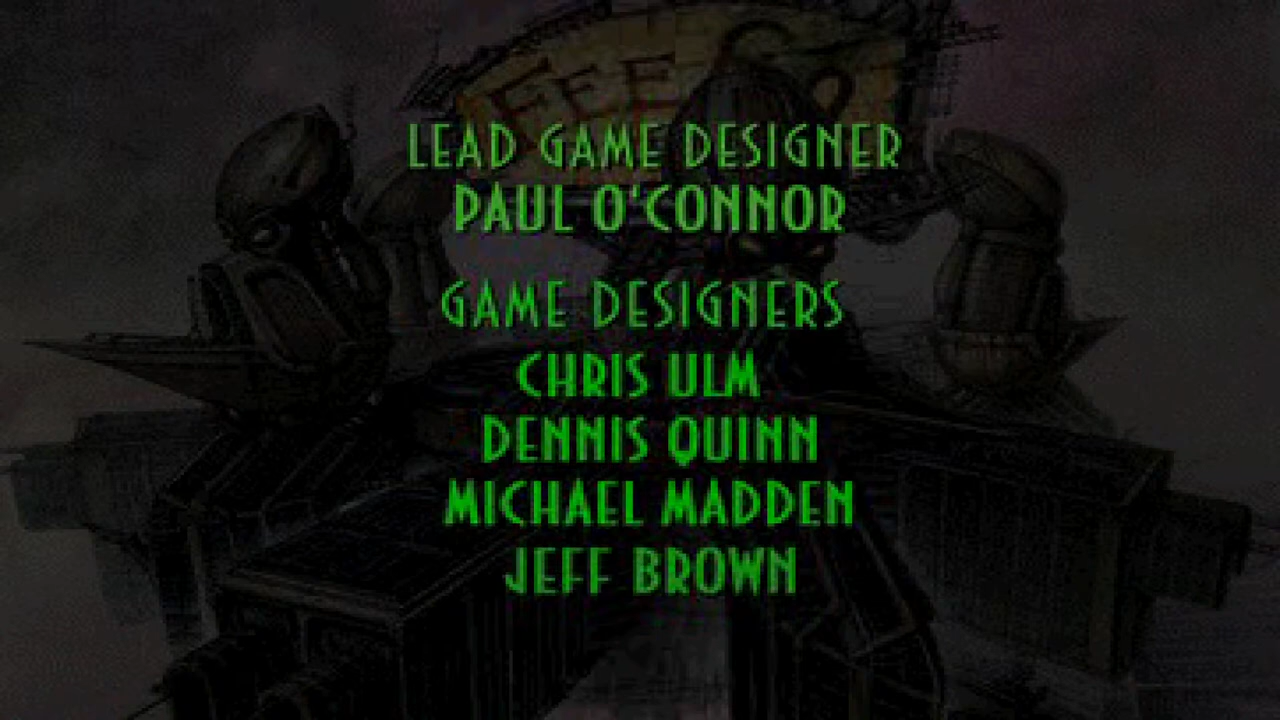 LEAD GAME DESIGNER
PAUL O'CONNOR
GAME DESIGNERS
CHRIS ULM
DENNIS QUINN
MICHAEL MADDEN
JEFF BROWN